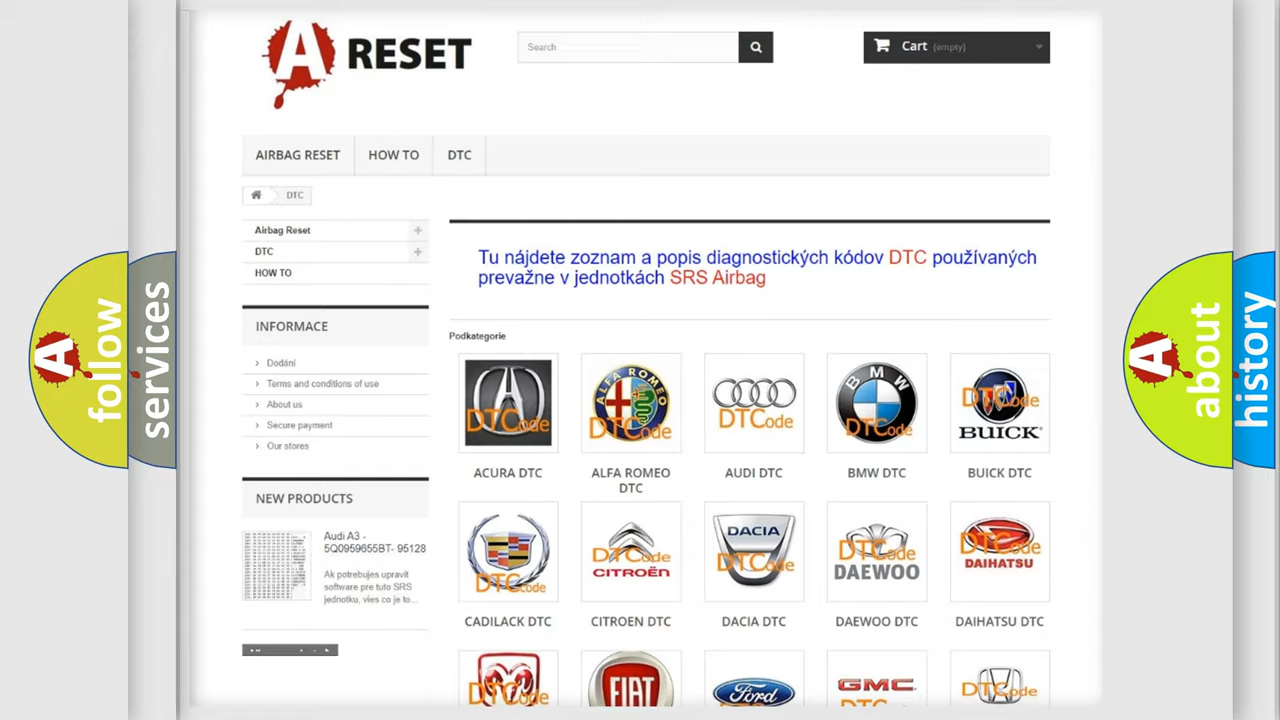 A RESET
Search
Cart (empty)
AIRBAG RESET
HOW TO
DTC
DTC
Airbag Reset
DTC
HOW TO
INFORMACE
Dodání
Terms and conditions of use
About us
Secure payment
Our stores
NEW PRODUCTS
Audi A3 -
5Q0959655BT- 95128
Ak potrebujes upravit
software pre tuto SRS
jednotku, vies co je to...
Tu nájdete zoznam a popis diagnostických kódov DTC používaných
prevažne v jednotkách SRS Airbag
Podkategorie
DTCode
ALFA ROMEO
DTCode
DTCode
BMW
DTCode
DTCode
BUICK
ACURA DTC
ALFA ROMEO
DTC
AUDI DTC
BMW DTC
BUICK DTC
DTCode
DTCode
CITROËN
DACIA
DTCode
DTCode
DAEWOO
DTCode
DAIHATSU
CADILACK DTC
CITROEN DTC
DACIA DTC
DAEWOO DTC
DAIHATSU DTC
DTCode
FIAT
Ford
GMC
DTCode
A follow
services
A about
history